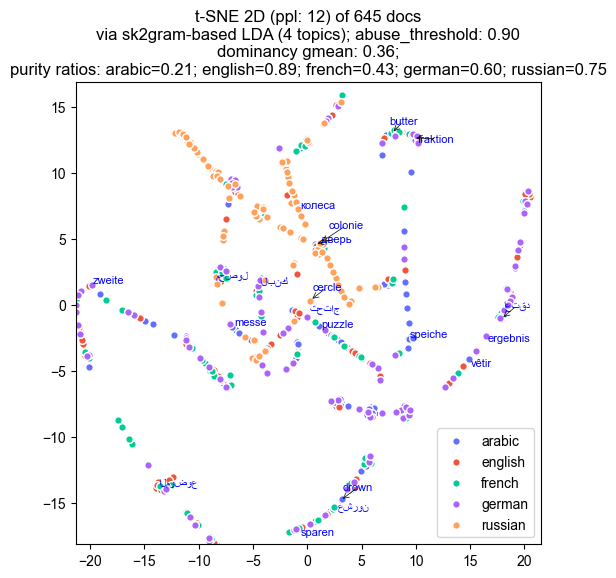 t-SNE 2D (ppl: 12) of 645 docs
via sk2gram-based LDA (4 topics); abuse_threshold: 0.90
dominancy gmean: 0.36;
purity ratios: arabic=0.21; english=0.89; french=0.43; german=0.60; russian=0.75
15
10
5
0
−5
−10
−15
−20
−15
−10
−5
0
5
10
15
20
butter
fraktion
колеса
colonie
дверь
zweite
cercle
messe
puzzle
speiche
ergebnis
vêtir
drown
sparen
arabic
english
french
german
russian